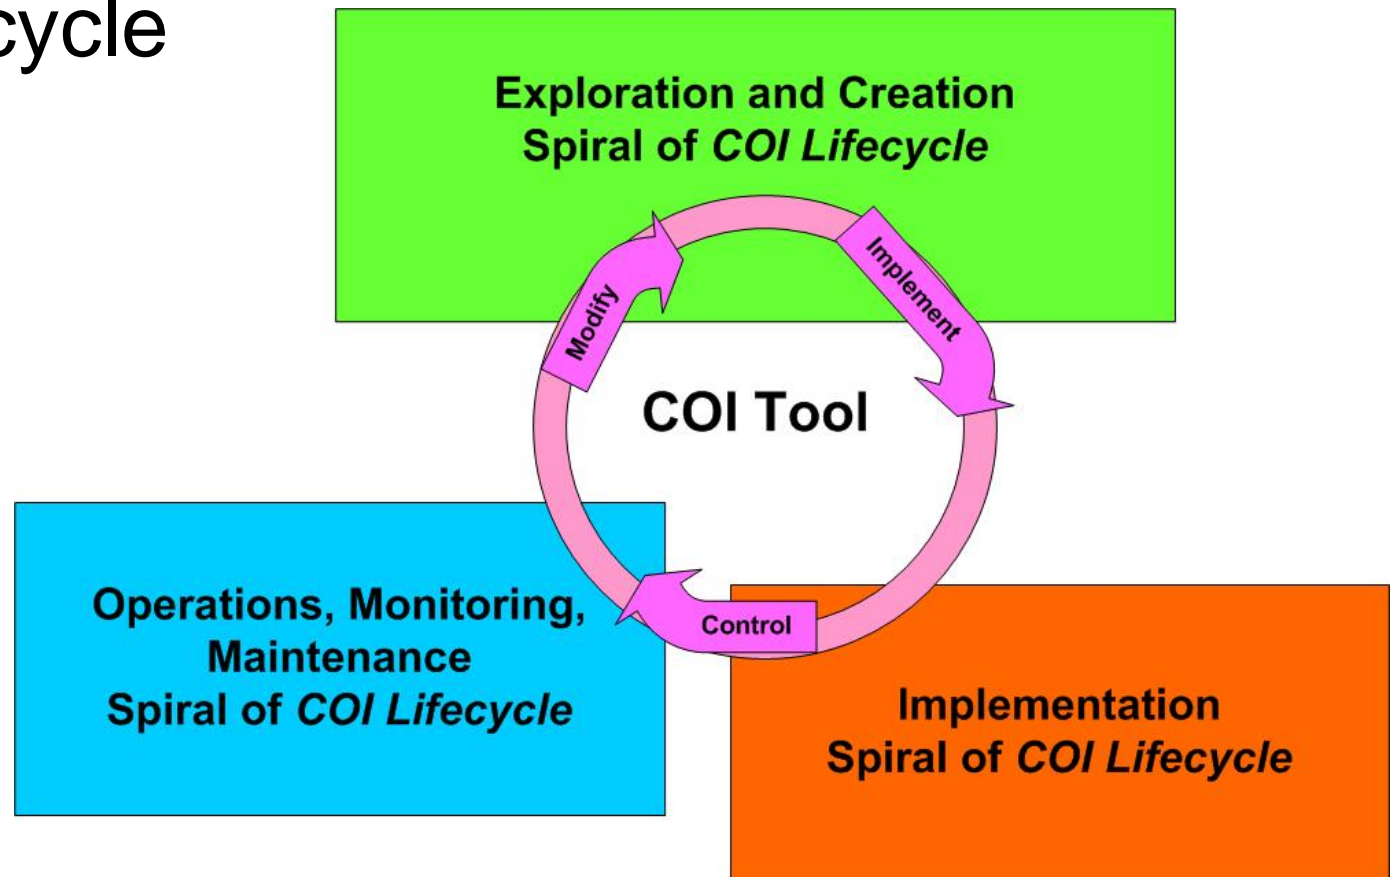 cycle
Exploration and Creation
Spiral of COI Lifecycle
Modify
Implement
COI Tool
Operations, Monitoring,
Maintenance
Spiral of COI Lifecycle
Control
Implementation
Spiral of COI Lifecycle